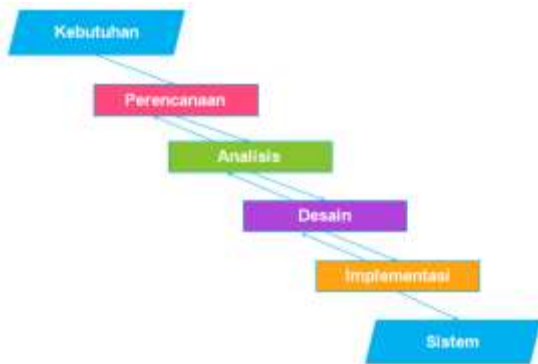 Kebutuhan
Perencanaan
Analisis
Desain
Implementasi
Sistem